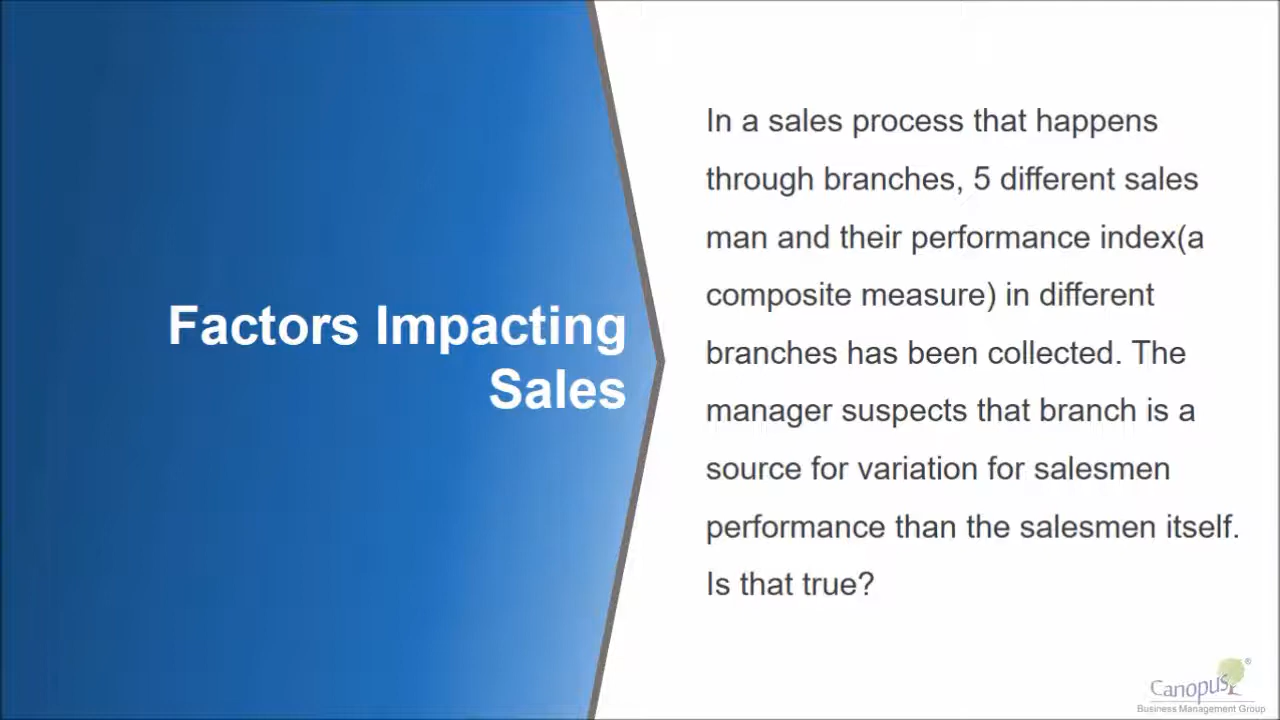 Factors Impacting
Sales
In a sales process that happens
through branches, 5 different sales
man and their performance index(a
composite measure) in different
branches has been collected. The
manager suspects that branch is a
source for variation for salesmen
performance than the salesmen itself.
Is that true?
Canopus®
Business Management Group